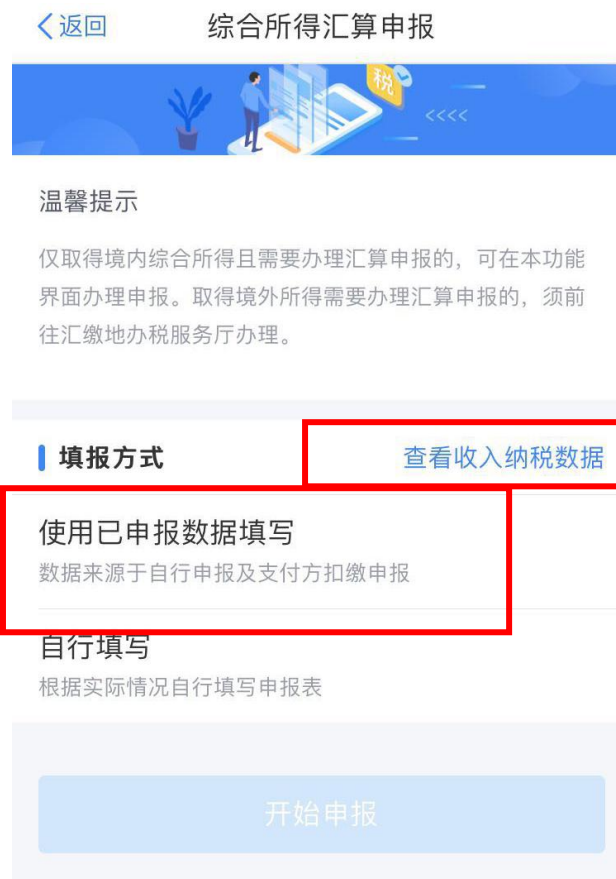 返回
综合所得汇算申报
税
<<<<
温馨提示
仅取得境内综合所得且需要办理汇算申报的，可在本功能
界面办理申报。取得境外所得需要办理汇算申报的，须前
往汇缴地办税服务厅办理。
填报方式
查看收入纳税数据
使用已申报数据填写
数据来源于自行申报及支付方扣缴申报
自行填写
根据实际情况自行填写申报表
开始申报